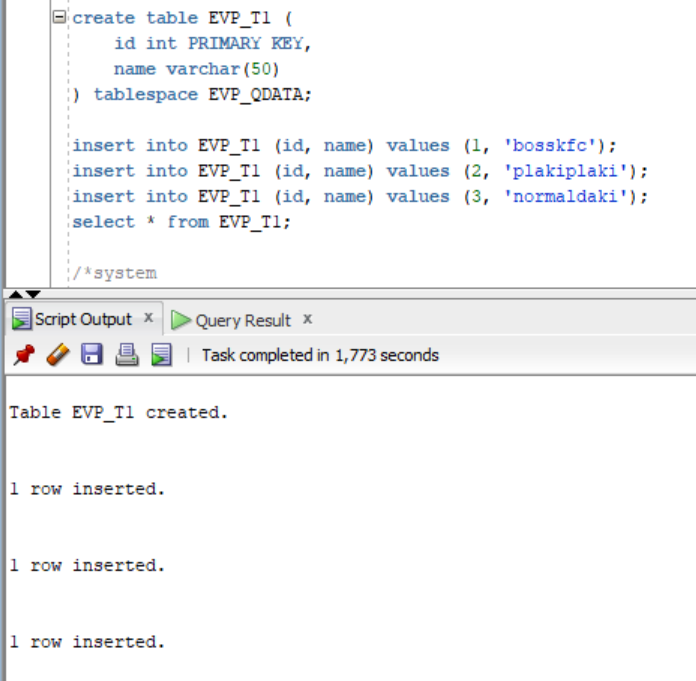 create table EVP_T1 (
id int PRIMARY KEY,
name varchar(50)
) tablespace EVP_QDATA;
insert into EVP_T1 (id, name) values (1, 'bosskfc');
insert into EVP_T1 (id, name) values (2, 'plakiplaki');
insert into EVP_T1 (id, name) values (3, 'normaldaki');
select * from EVP_T1;
/*system
Script Output x Query Result x
Task completed in 1,773 seconds
Table EVP_T1 created.
1 row inserted.
1 row inserted.
1 row inserted.